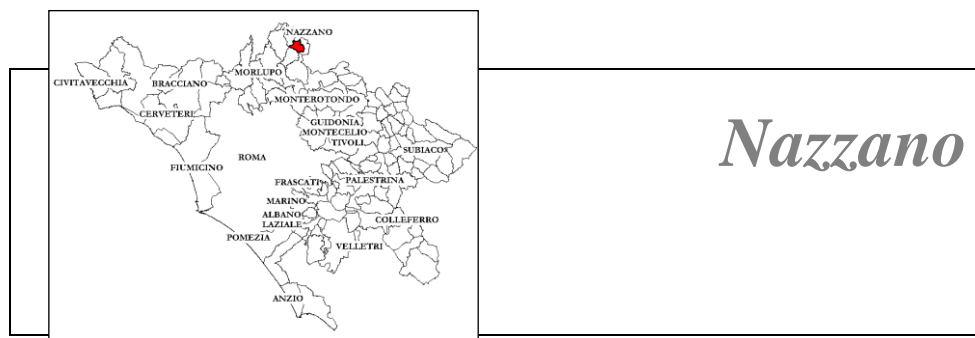 NAZZANO
MORLUPO
CIVITAVECCHIA
BRACCIANO
MONTEROTONDO
CERVETERI
GUIDONIA
MONTECELIO
TIVOLI
SUBIACO
ROMA
FIUMICINO
FRASCATI
PALESTRINA
MARINO
ALBANO
LAZIALE
COLLEFERRO
POMEZIA
VELLETRI
ANZIO
Nazzano